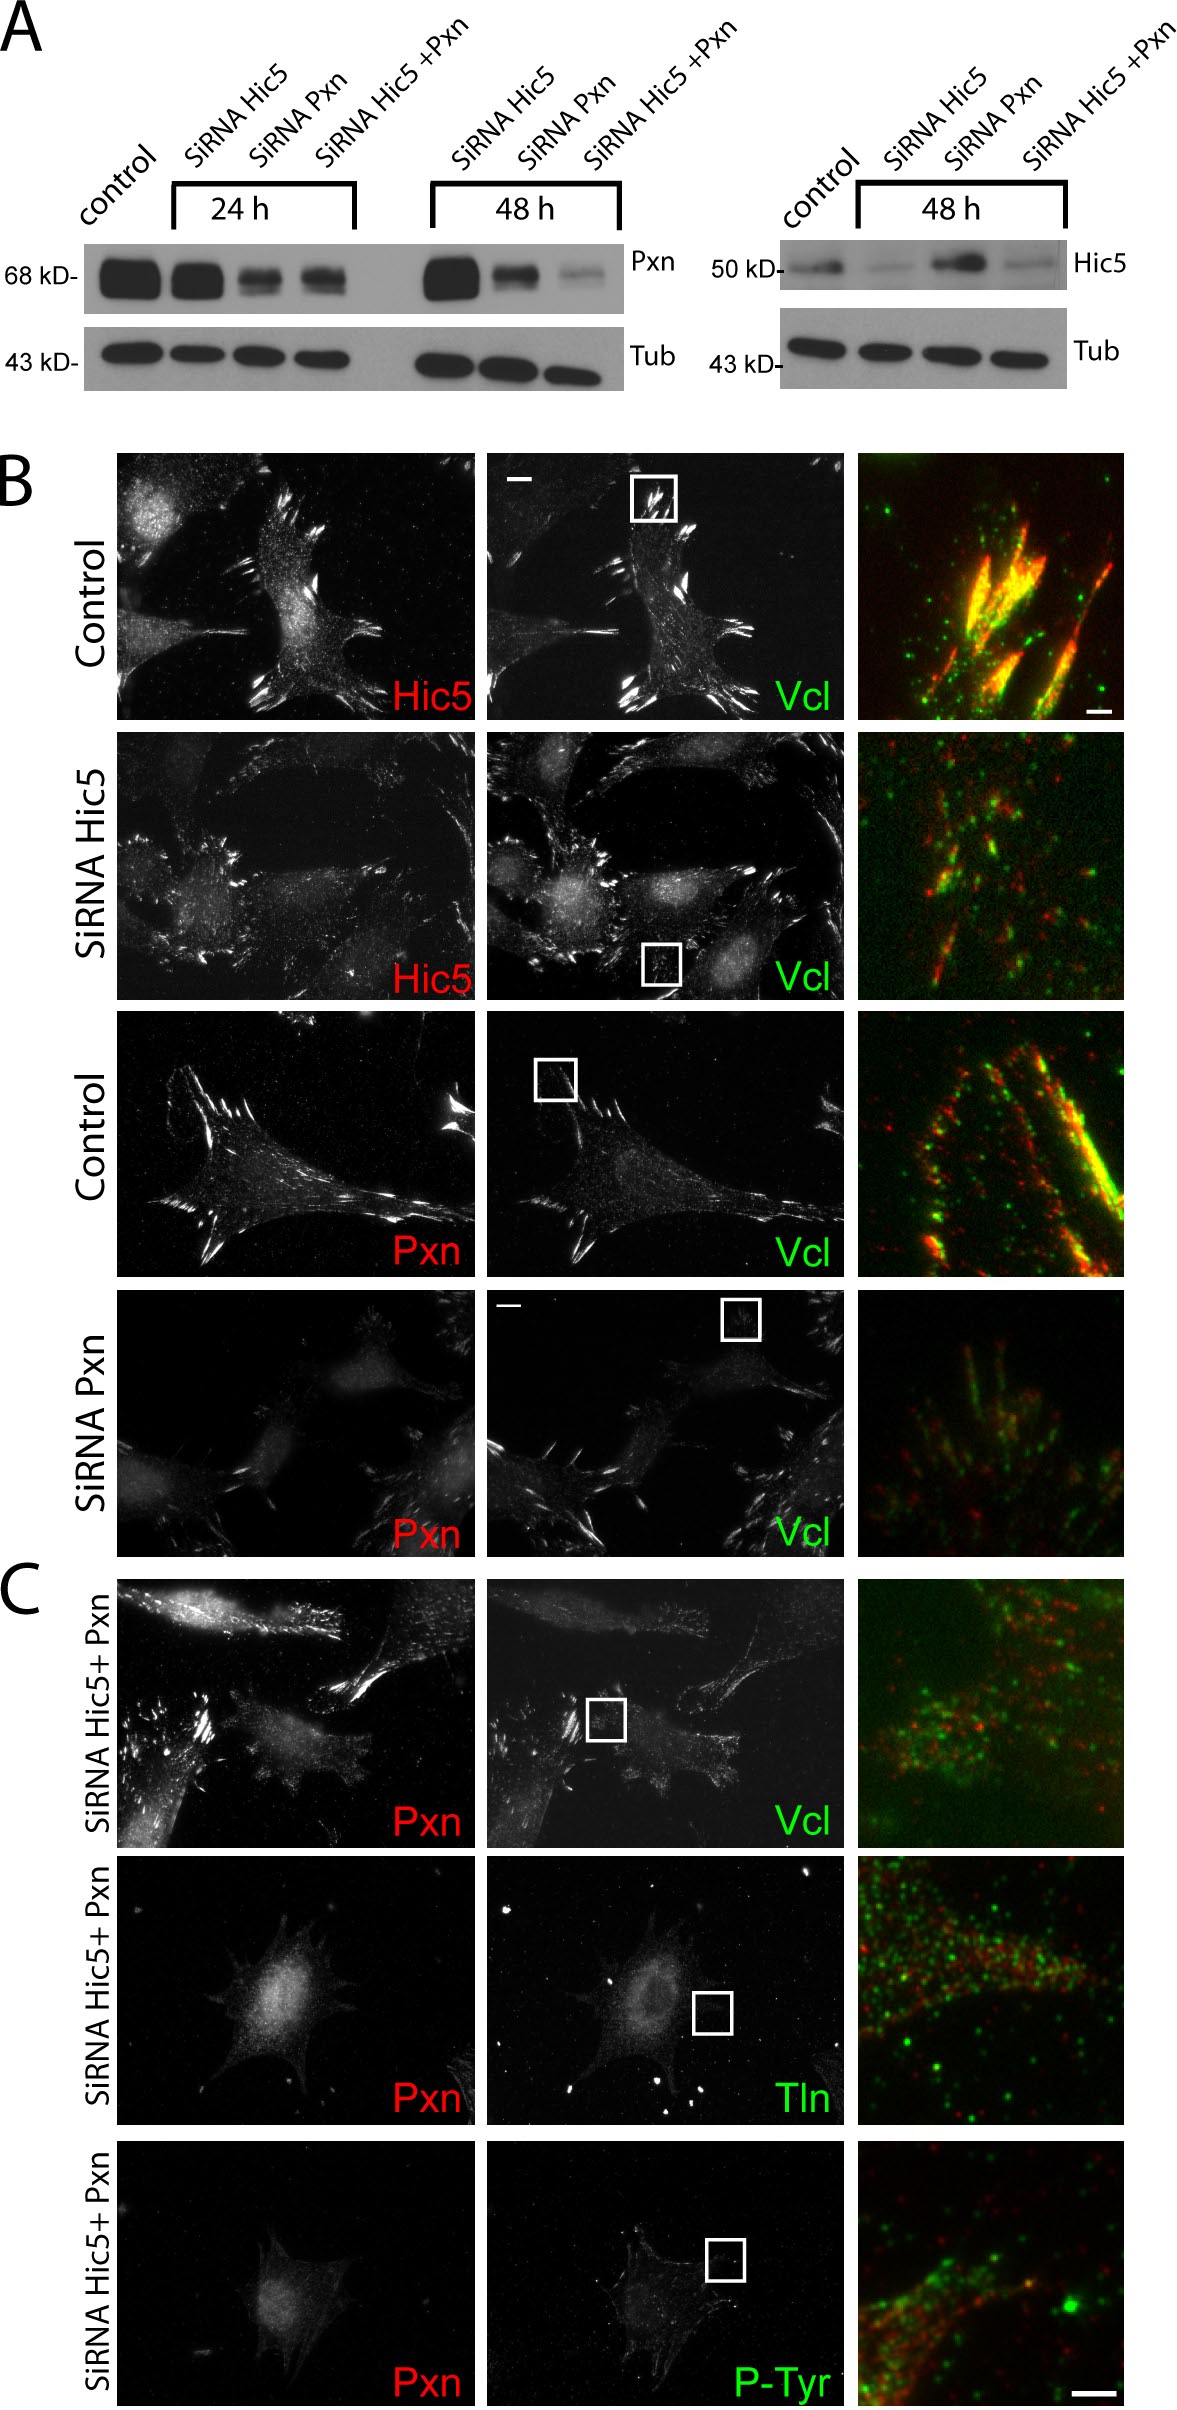 A
control
SiRNA Hic5
SiRNA Pxn
SiRNA Hic5 +Pxn
SiRNA Hic5
SiRNA Pxn
SiRNA Hic5 +Pxn
control
SiRNA Hic5
SiRNA Pxn
SiRNA Hic5 +Pxn
24 h
48 h
48 h
68 kD-
Pxn
50 kD-
Hic5
43 kD-
Tub
43 kD-
Tub
B
Control
Hic5
Vcl
SiRNA Hic5
Hic5
Vcl
Control
Pxn
Vcl
SiRNA Pxn
Pxn
Vcl
C
SiRNA Hic5+ Pxn
Pxn
Vcl
SiRNA Hic5+ Pxn
Pxn
Tln
SiRNA Hic5+ Pxn
Pxn
P-Tyr